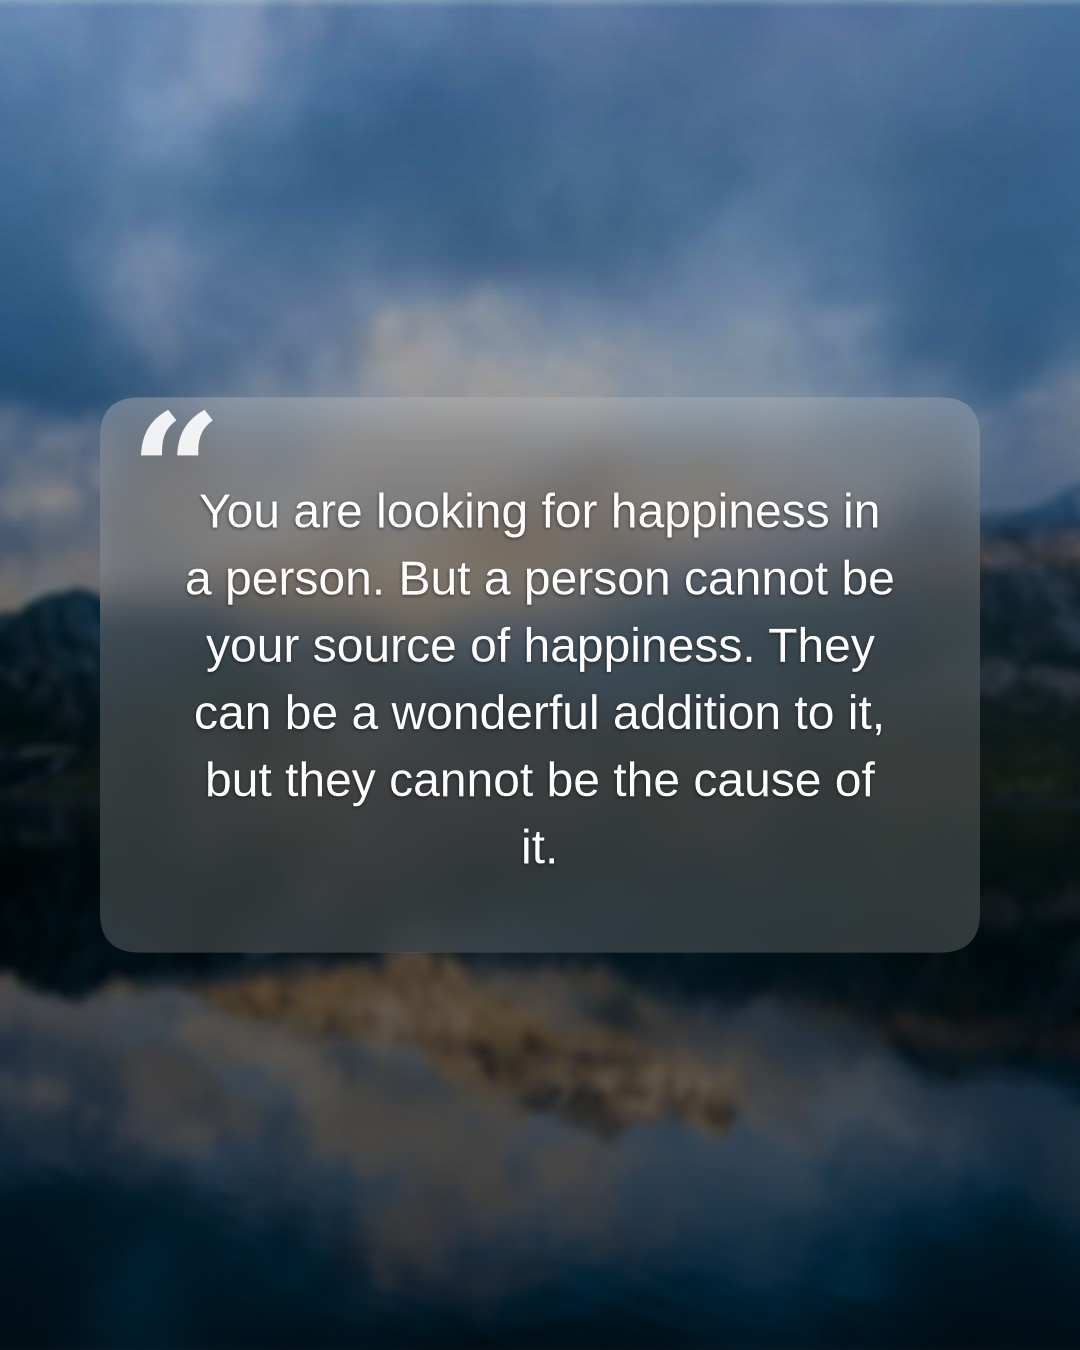 “
You are looking for happiness in
a person. But a person cannot be
your source of happiness. They
can be a wonderful addition to it,
but they cannot be the cause of
it.